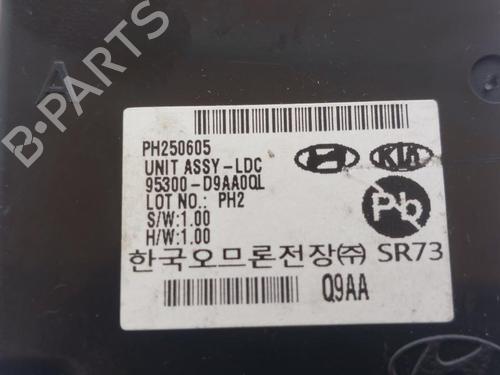 A
B-Parts
PH250605
UNIT ASSY-LDC
95300-D9AA0QL
LOT NO.: PH2
S/W:1.00
H/W:1.00
KIA
Pb
한국오므론전장㈜ SR73
Q9AA